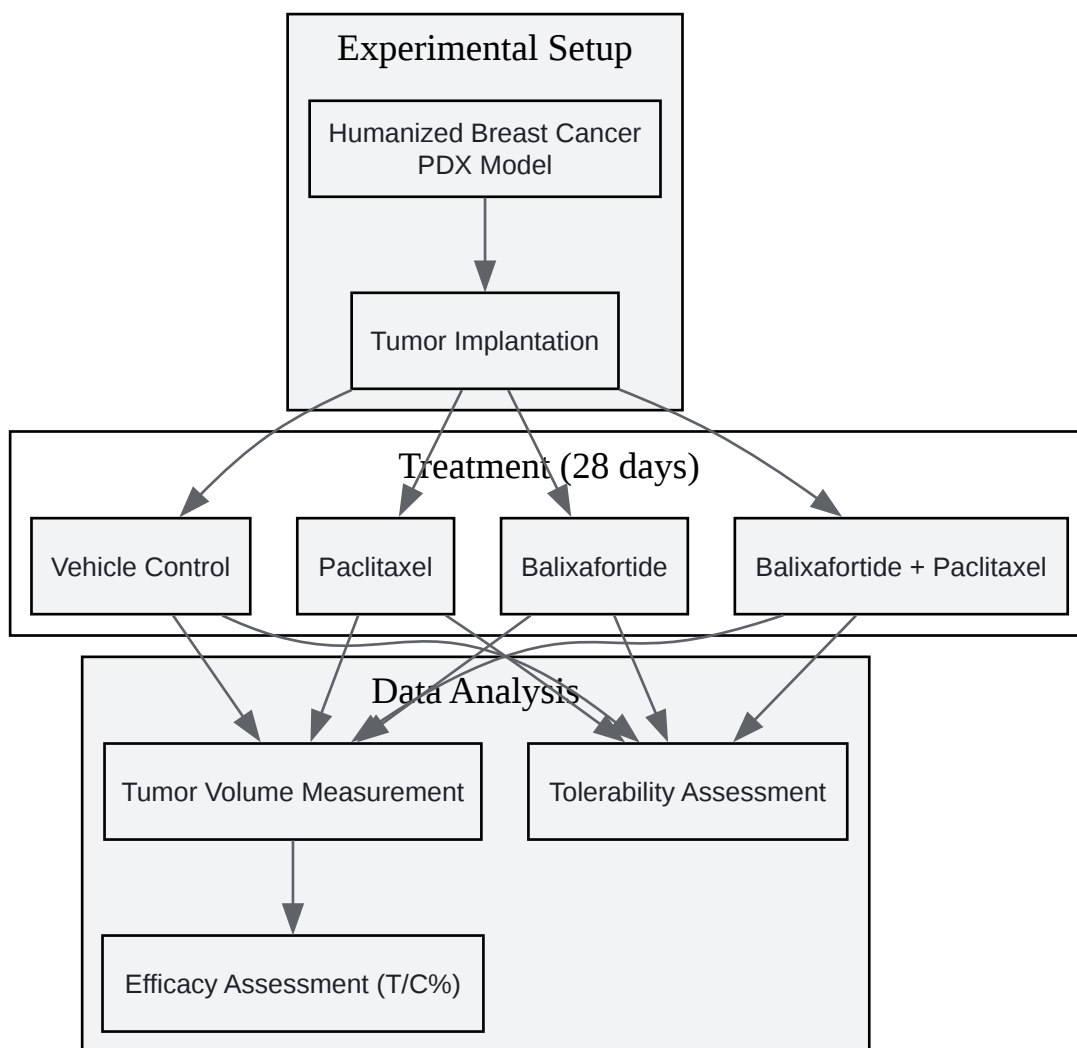 Experimental Setup
Humanized Breast Cancer
PDX Model
Tumor Implantation
Treatment (28 days)
Vehicle Control
Paclitaxel
Balixafortide
Balixafortide + Paclitaxel
Data Analysis
Tumor Volume Measurement
Tolerability Assessment
Efficacy Assessment (T/C%)